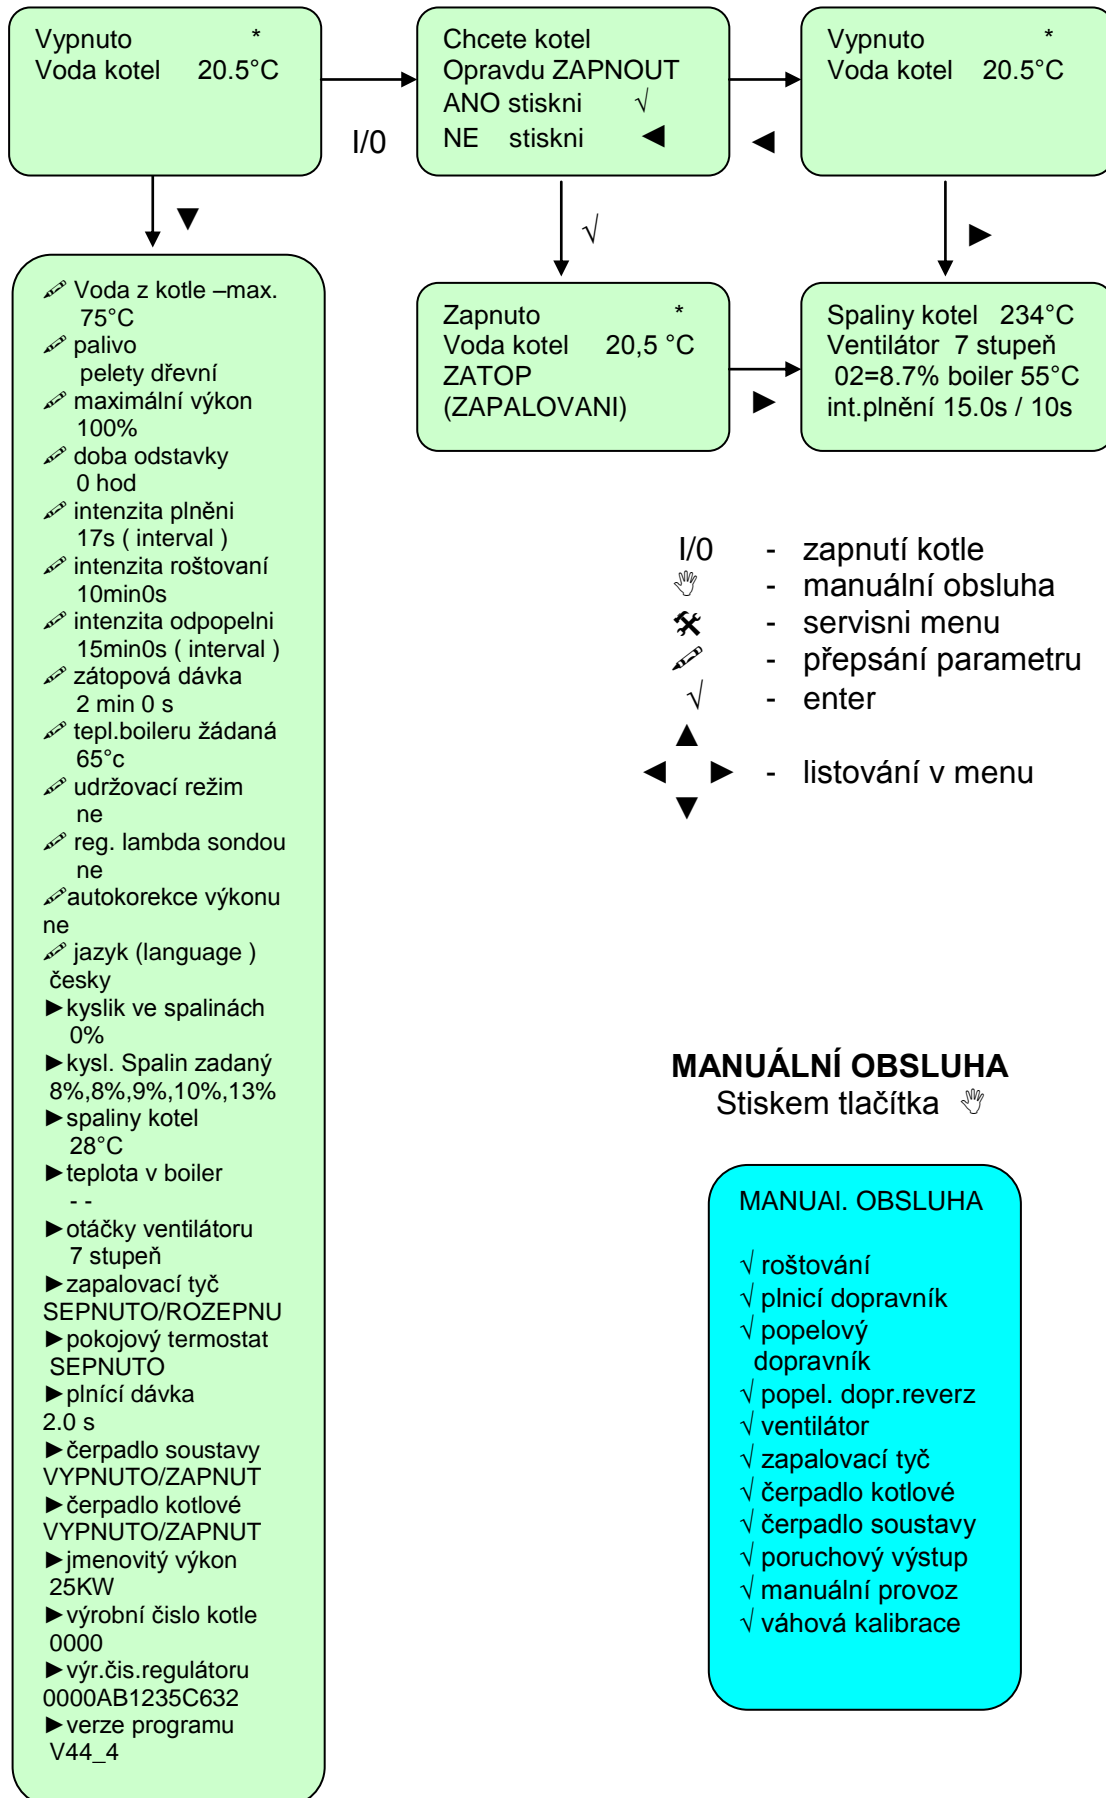 Vypnuto *
Voda kotel 20.5°C
I/0
Chcete kotel
Opravdu ZAPNOUT
ANO stiskni √
NE stiskni ◄
◄
Vypnuto *
Voda kotel 20.5°C
▼
√
►
Zapnuto *
Voda kotel 20,5 °C
ZATOP
(ZAPALOVANI)
►
Spaliny kotel 234°C
Ventilátor 7 stupeň
02=8.7% boiler 55°C
int.plnění 15.0s / 10s
Voda z kotle –max.
75°C
palivo
pelety dřevní
maximální výkon
100%
doba odstavky
0 hod
intenzita plněni
17s ( interval )
intenzita roštovaní
10min0s
intenzita odpopelni
15min0s ( interval )
zátopová dávka
2 min 0 s
tepl.boileru žádaná
65°c
udržovací režim
ne
reg. lambda sondou
ne
autokorekce výkonu
ne
jazyk (language )
česky
►kyslik ve spalinách
0%
►kysl. Spalin zadaný
8%,8%,9%,10%,13%
►spaliny kotel
28°C
►teplota v boiler
- -
►otáčky ventilátoru
7 stupeň
►zapalovací tyč
SEPNUTO/ROZEPNU
►pokojový termostat
SEPNUTO
►plnící dávka
2.0 s
►čerpadlo soustavy
VYPNUTO/ZAPNUT
►čerpadlo kotlové
VYPNUTO/ZAPNUT
►jmenovitý výkon
25KW
►výrobní čislo kotle
0000
►výr.čis.regulátoru
0000AB1235C632
►verze programu
V44_4
I/0 - zapnutí kotle
- manuální obsluha
- servisni menu
- přepsání parametru
√ - enter
▲
◄ ► - listování v menu
▼
MANUÁLNÍ OBSLUHA
Stiskem tlačítka
MANUAl. OBSLUHA
√ roštování
√ plnicí dopravník
√ popelový
dopravník
√ popel. dopr.reverz
√ ventilátor
√ zapalovací tyč
√ čerpadlo kotlové
√ čerpadlo soustavy
√ poruchový výstup
√ manuální provoz
√ váhová kalibrace